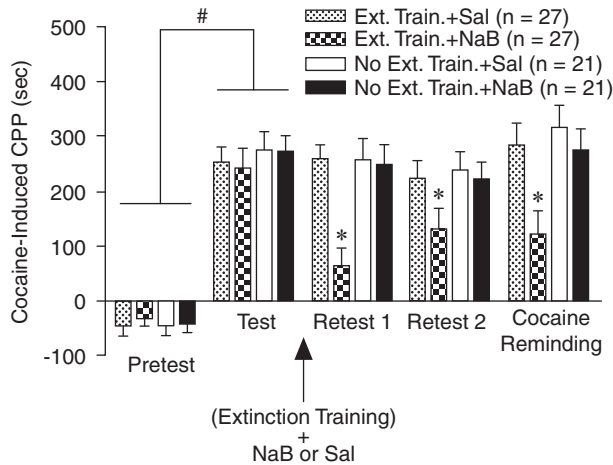 Ext. Train.+Sal (n = 27)
Ext. Train.+NaB (n = 27)
No Ext. Train.+Sal (n = 21)
No Ext. Train.+NaB (n = 21)
#
Cocaine-Induced CPP (sec)
500
400
300
200
100
0
-100
*
*
*
Pretest
Test
Retest 1
Retest 2
Cocaine
Reminding
(Extinction Training)
+
NaB or Sal